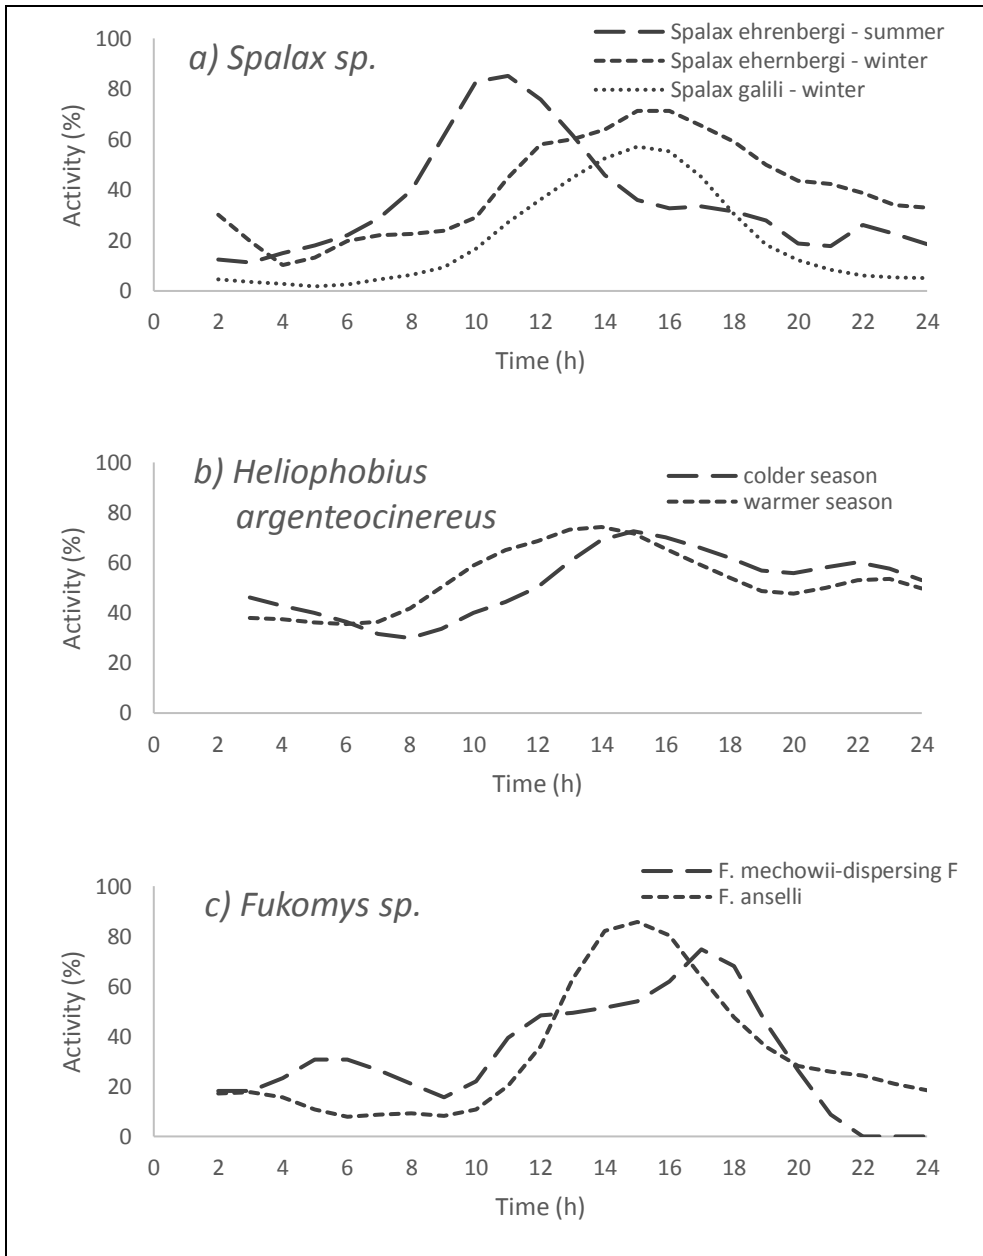 a) Spalax sp.
Spalax ehrenbergi - summer
Spalax ehernbergi - winter
Spalax galili - winter
Activity (%)
100
80
60
40
20
0
0 2 4 6 8 10 12 14 16 18 20 22 24
Time (h)
b) Heliophobius
argenteocinereus
colder season
warmer season
Activity (%)
100
80
60
40
20
0
0 2 4 6 8 10 12 14 16 18 20 22 24
Time (h)
c) Fukomys sp.
F. mechowii-dispersing F
F. anselli
Activity (%)
100
80
60
40
20
0
0 2 4 6 8 10 12 14 16 18 20 22 24
Time (h)